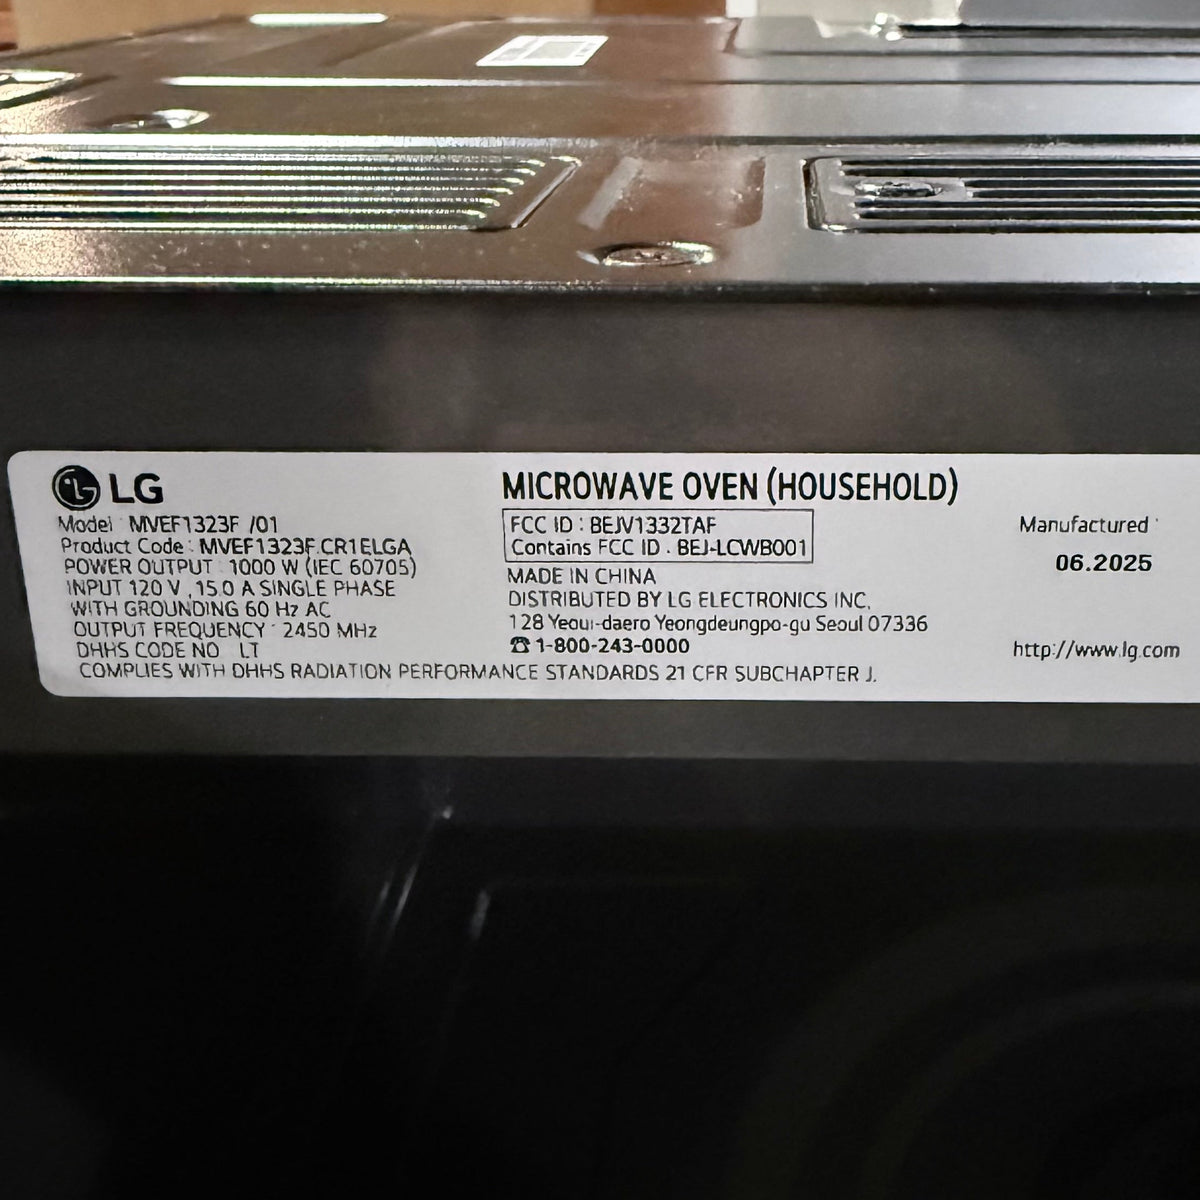 LG
Model : MVEF1323F /01
Product Code : MVEF1323F.CR1ELGA
POWER OUTPUT : 1000 W (IEC 60705)
INPUT 120 V , 15.0 A SINGLE PHASE
WITH GROUNDING 60 Hz AC
OUTPUT FREQUENCY : 2450 MHz
DHHS CODE NO LT
COMPLIES WITH DHHS RADIATION PERFORMANCE STANDARDS 21 CFR SUBCHAPTER J.
MICROWAVE OVEN (HOUSEHOLD)
FCC ID : BEJV1332TAF
Contains FCC ID : BEJ-LCWB001
MADE IN CHINA
DISTRIBUTED BY LG ELECTRONICS INC.
128 Yeoui-daero Yeongdeungpo-gu Seoul 07336
☎ 1-800-243-0000
Manufactured :
06.2025
http://www.lg.com